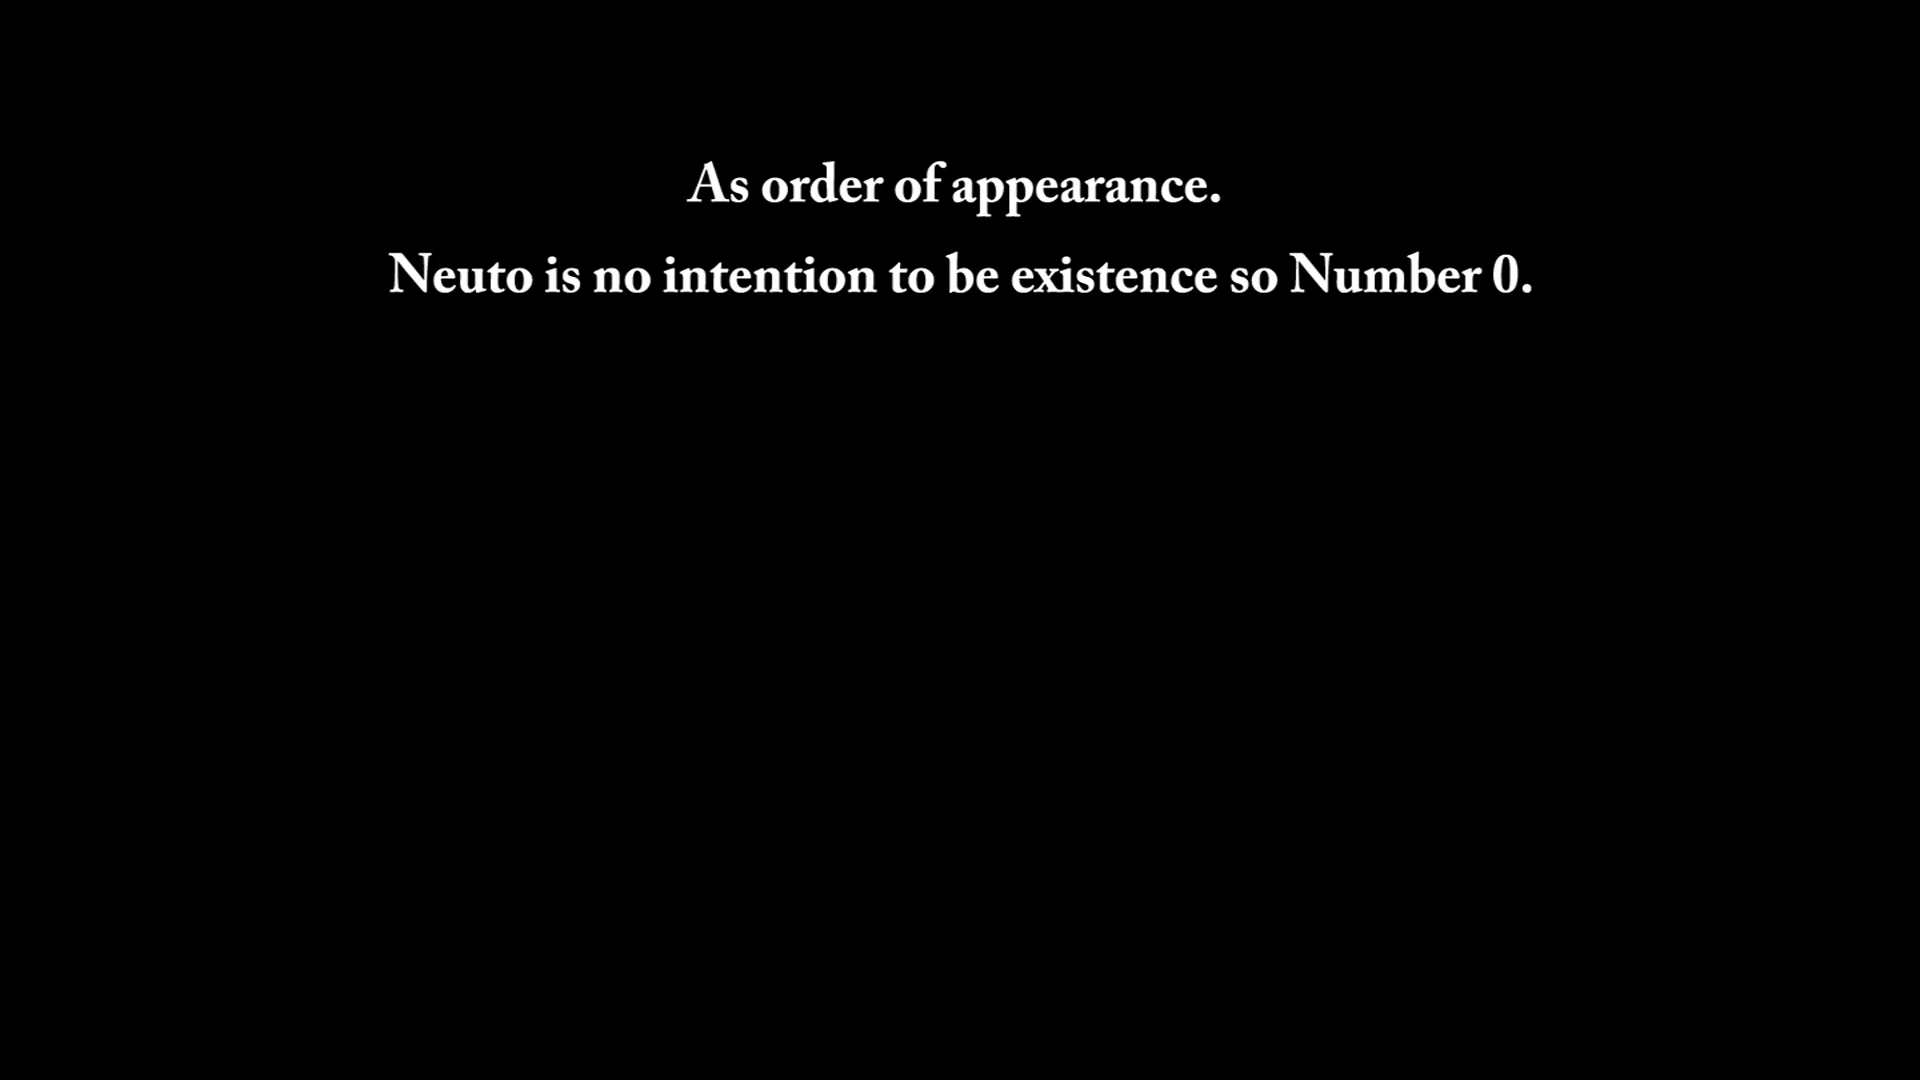 As order of appearance.
Neuto is no intention to be existence so Number 0.